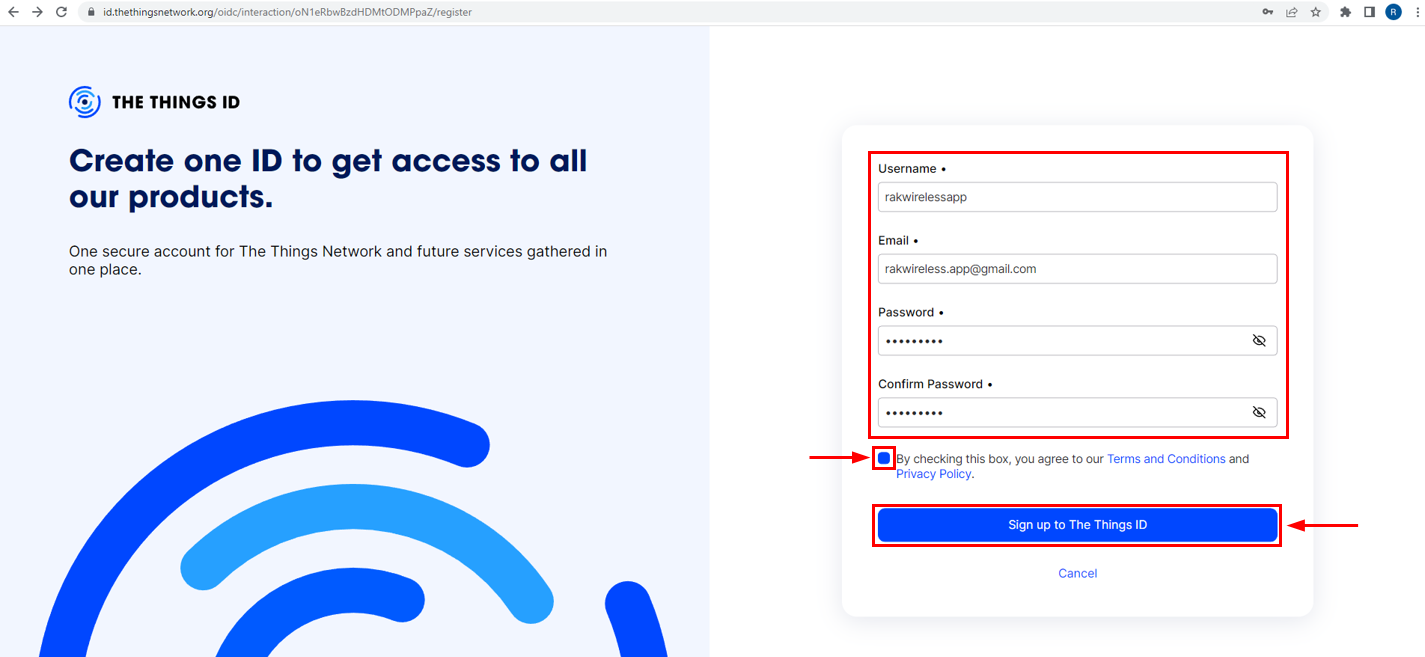 id.thethingsnetwork.org/oidc/interaction/oN1eRbwBzdHDMtODMPpaZ/register
R
THE THINGS ID
Create one ID to get access to all
our products.
One secure account for The Things Network and future services gathered in
one place.
Username •
rakwirelessapp
Email •
rakwireless.app@gmail.com
Password •
•••••••••
Confirm Password •
•••••••••
By checking this box, you agree to our Terms and Conditions and
Privacy Policy.
Sign up to The Things ID
Cancel